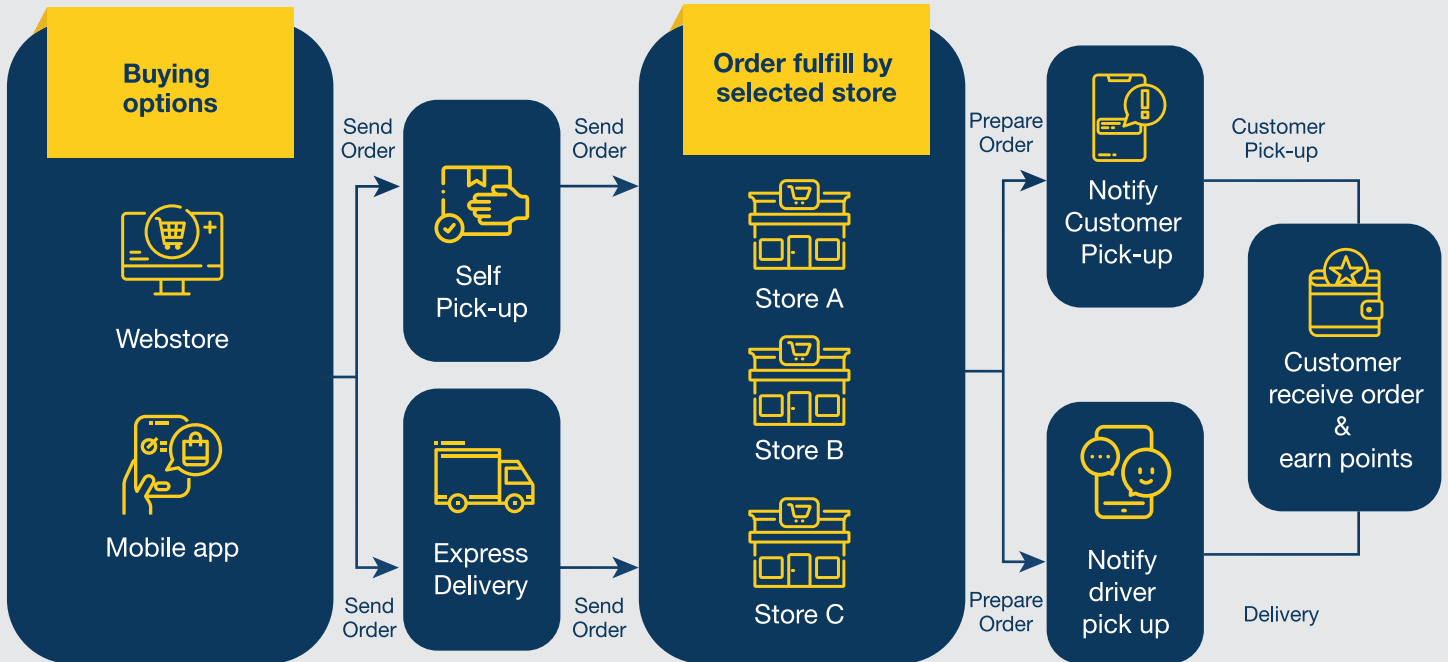 Buying
options
Webstore
Mobile app
Send
Order
Self
Pick-up
Send
Order
Send
Order
Express
Delivery
Send
Order
Order fulfill by
selected store
Store A
Store B
Store C
Prepare
Order
Notify
Customer
Pick-up
Customer
Pick-up
Prepare
Order
Notify
driver
pick up
Delivery
Customer
receive order
&
earn points